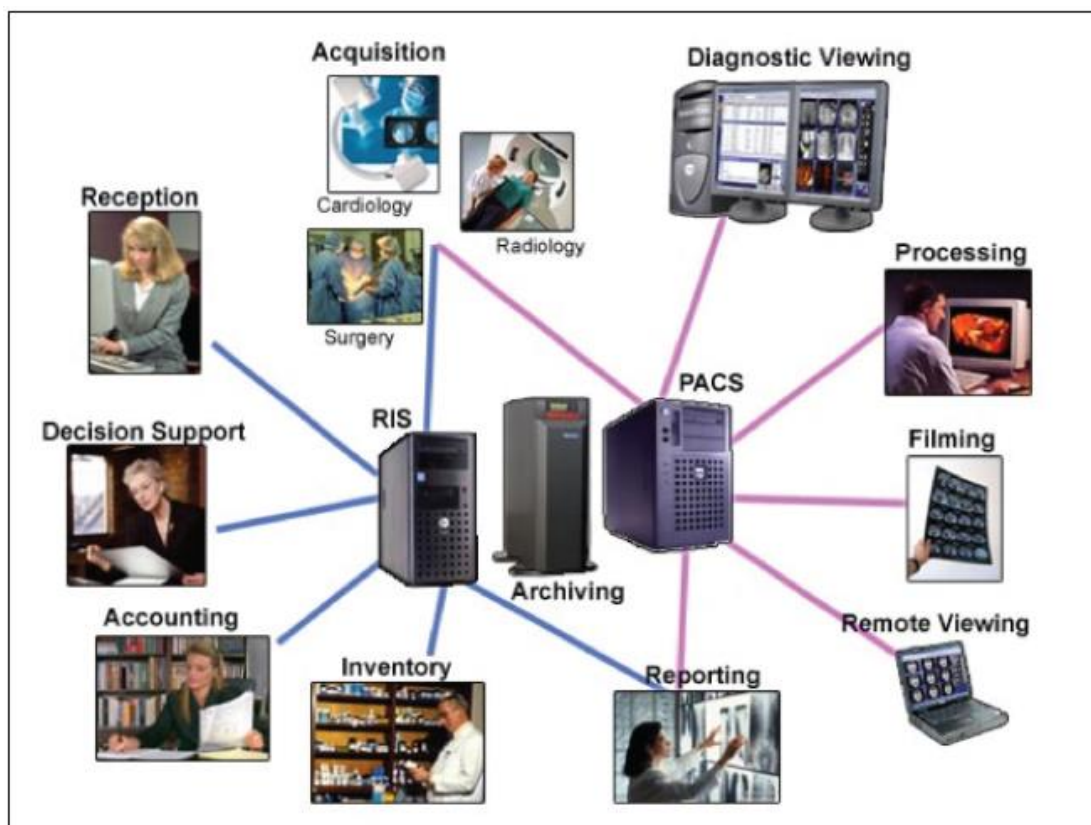 Acquisition
Diagnostic Viewing
Cardiology
Radiology
Reception
Surgery
Processing
PACS
RIS
Decision Support
Filming
Archiving
Accounting
Remote Viewing
Inventory
Reporting